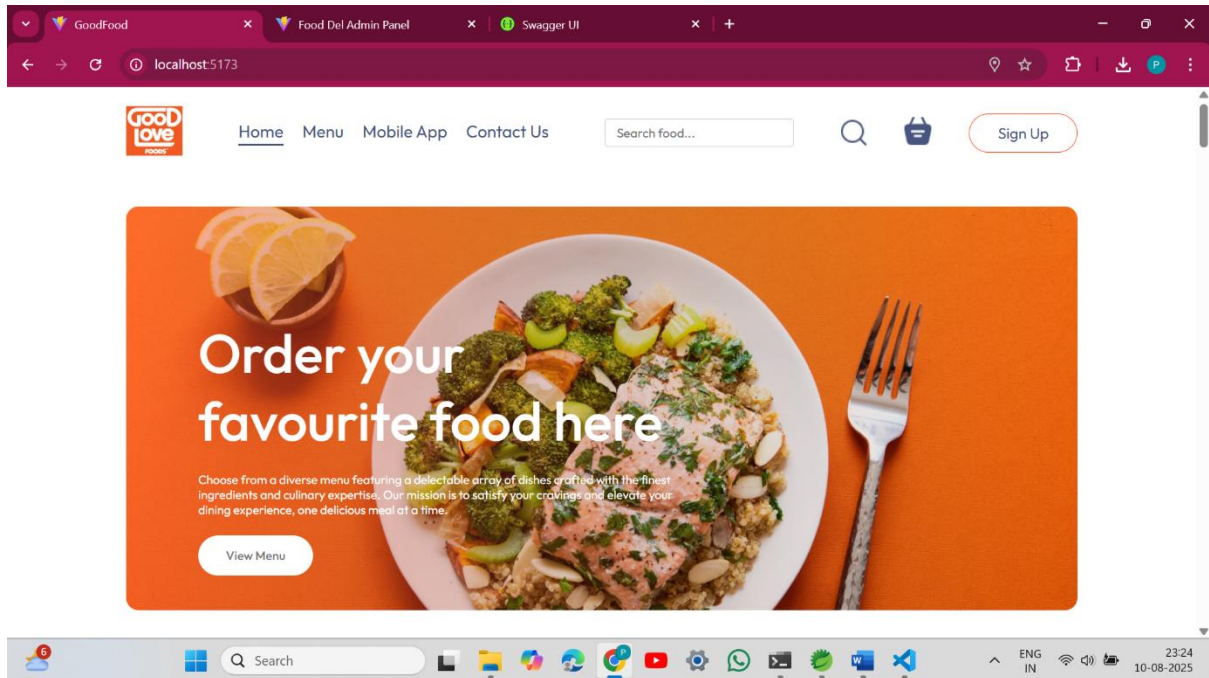 GoodFood
Food Del Admin Panel
Swagger UI
localhost:5173
P
GOOD
LOVE
FOODS
Home Menu Mobile App Contact Us
Search food...
Sign Up
Order your
favourite food here
Choose from a diverse menu featuring a delectable array of dishes crafted with the finest
ingredients and culinary expertise. Our mission is to satisfy your cravings and elevate your
dining experience, one delicious meal at a time.
View Menu
6
Search
P
ENG
IN
23:24
10-08-2025